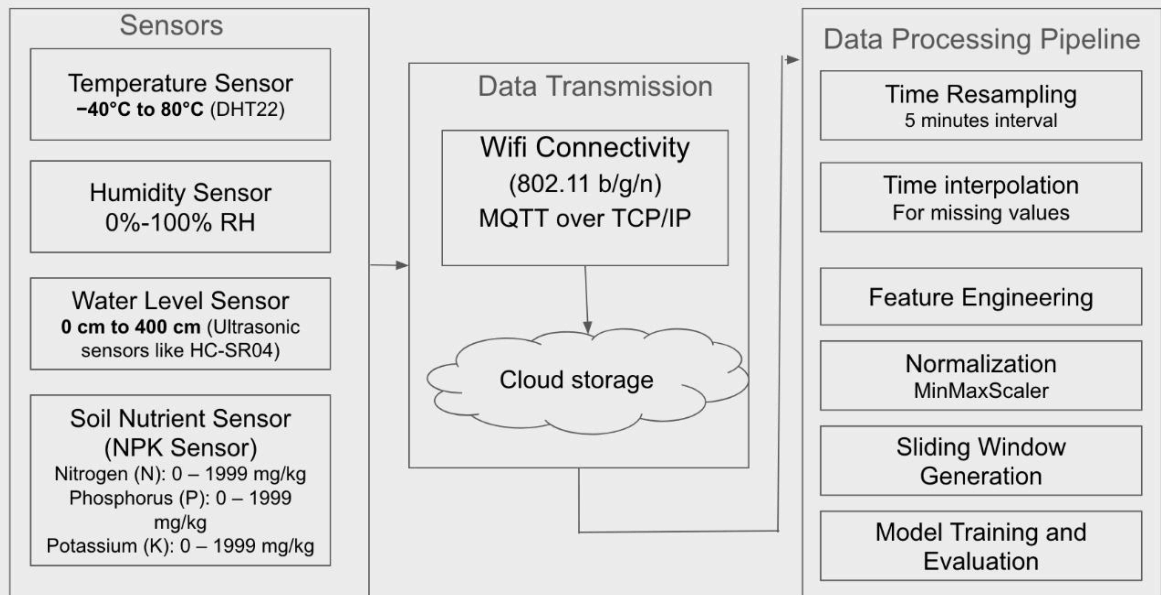 Sensors
Temperature Sensor
−40°C to 80°C (DHT22)
Humidity Sensor
0%-100% RH
Water Level Sensor
0 cm to 400 cm (Ultrasonic
sensors like HC-SR04)
Soil Nutrient Sensor
(NPK Sensor)
Nitrogen (N): 0 – 1999 mg/kg
Phosphorus (P): 0 – 1999
mg/kg
Potassium (K): 0 – 1999 mg/kg
Data Transmission
Wifi Connectivity
(802.11 b/g/n)
MQTT over TCP/IP
Cloud storage
Data Processing Pipeline
Time Resampling
5 minutes interval
Time interpolation
For missing values
Feature Engineering
Normalization
MinMaxScaler
Sliding Window
Generation
Model Training and
Evaluation